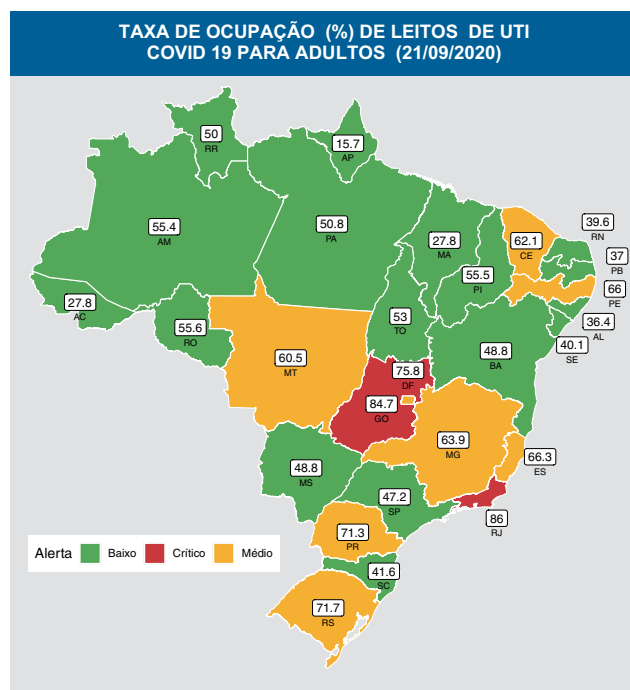 TAXA DE OCUPAÇÃO (%) DE LEITOS DE UTI
COVID 19 PARA ADULTOS (21/09/2020)
50
RR
15.7
AP
55.4
AM
50.8
PA
27.8
MA
62.1
CE
39.6
RN
37
PB
55.5
PI
66
PE
27.8
AC
36.4
AL
53
TO
55.6
RO
40.1
SE
48.8
BA
60.5
MT
75.8
DF
84.7
GO
63.9
MG
66.3
ES
48.8
MS
47.2
SP
86
RJ
71.3
PR
Alerta Baixo Crítico Médio
41.6
SC
71.7
RS